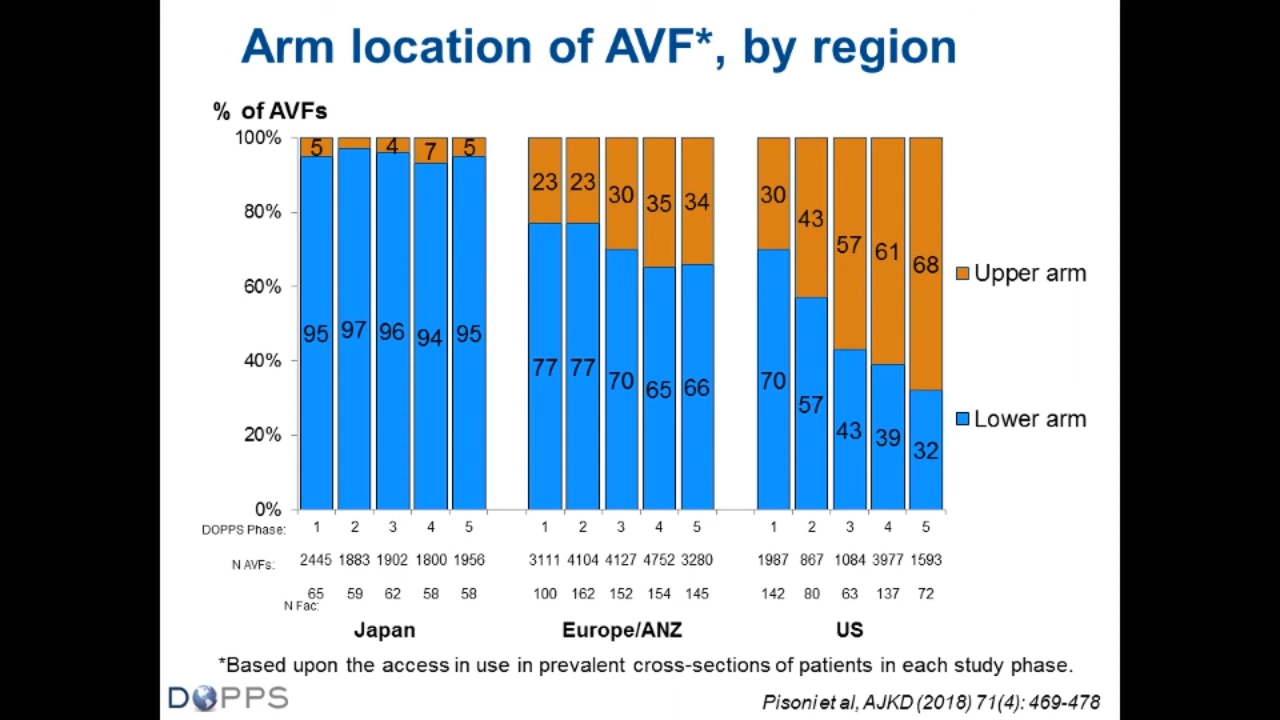 Arm location of AVF*, by region
% of AVFs
100%
80%
60%
40%
20%
0%
5 4 7 5
95 97 96 94 95
23 23 30 35 34
77 77 70 65 66
30 43 57 61 68
70 57 43 39 32
Upper arm
Lower arm
DOPPS Phase: 1 2 3 4 5 1 2 3 4 5 1 2 3 4 5
N AVFs: 2445 1883 1902 1800 1956 3111 4104 4127 4752 3280 1987 867 1084 3977 1593
N Fac: 65 59 62 58 58 100 162 152 154 145 142 80 63 137 72
Japan Europe/ANZ US
*Based upon the access in use in prevalent cross-sections of patients in each study phase.
DOPPS
Pisoni et al, AJKD (2018) 71(4): 469-478